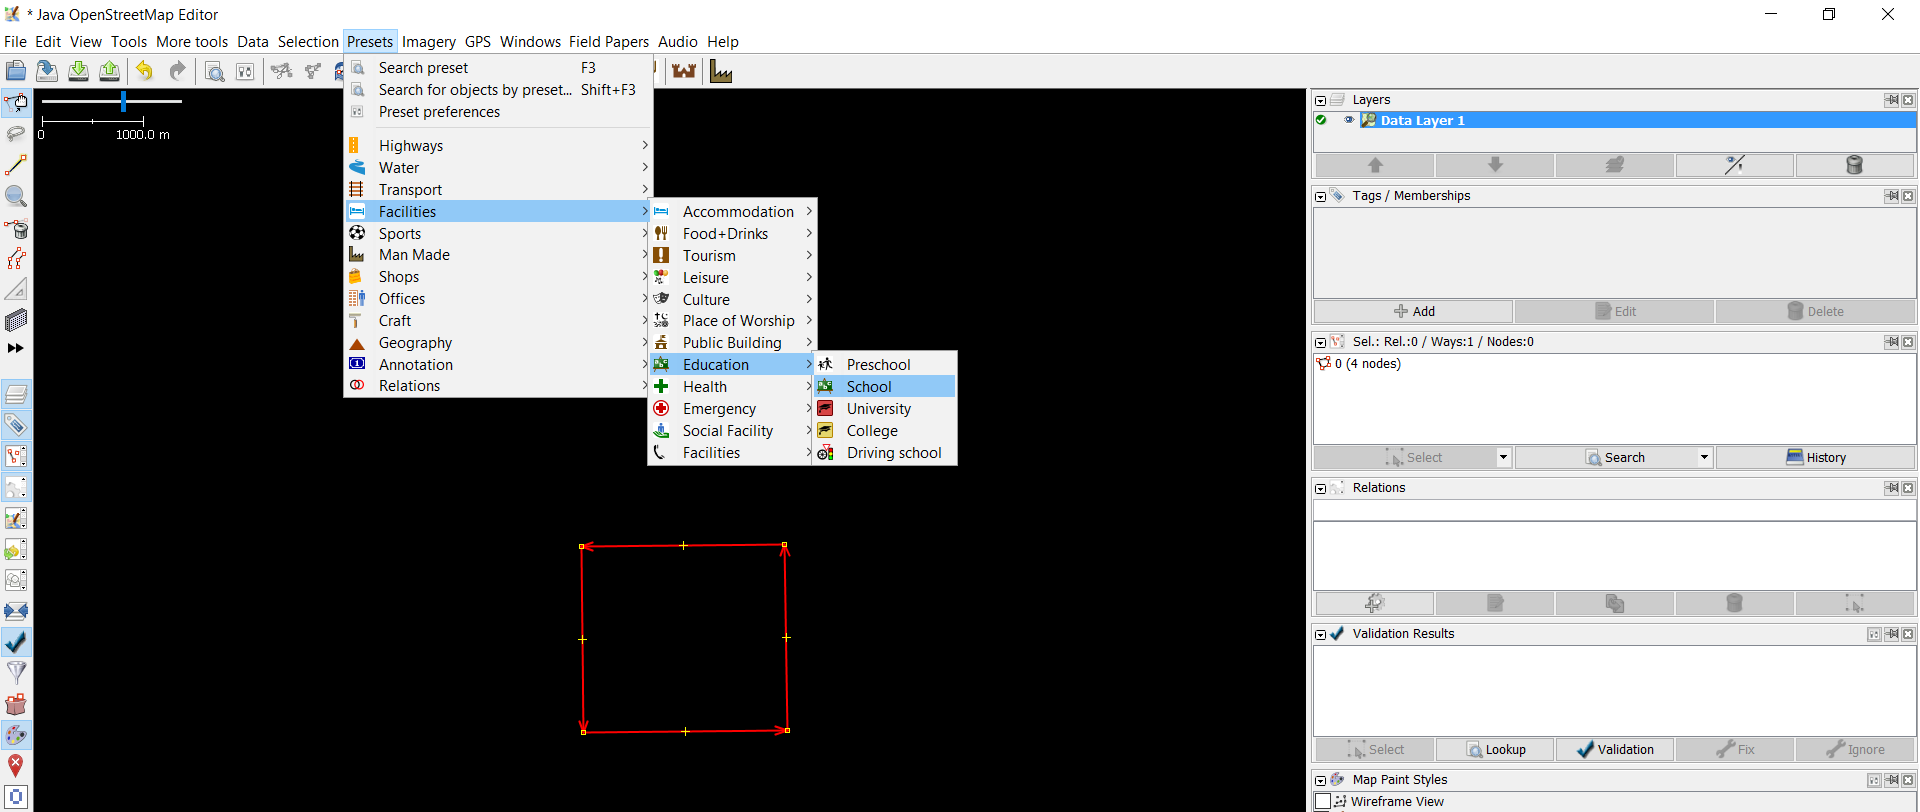 * Java OpenStreetMap Editor
File Edit View Tools More tools Data Selection Presets Imagery GPS Windows Field Papers Audio Help
Search preset F3
Search for objects by preset... Shift+F3
Preset preferences
Highways
Water
Transport
Facilities
Sports
Man Made
Shops
Offices
Craft
Geography
Annotation
Relations
Accommodation
Food+Drinks
Tourism
Leisure
Culture
Place of Worship
Public Building
Education
Health
Emergency
Social Facility
Facilities
Preschool
School
University
College
Driving school
0 1000.0 m
Layers
Data Layer 1
Tags / Memberships
Add Edit Delete
Sel.: Rel.:0 / Ways:1 / Nodes:0
0 (4 nodes)
Select Search History
Relations
Validation Results
Select Lookup Validation Fix Ignore
Map Paint Styles
Wireframe View